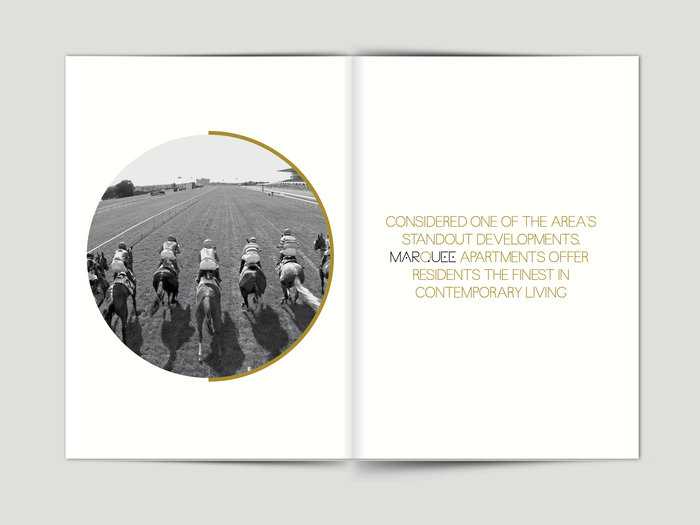 CONSIDERED ONE OF THE AREA'S
STANDOUT DEVELOPMENTS,
MARQUEE APARTMENTS OFFER
RESIDENTS THE FINEST IN
CONTEMPORARY LIVING